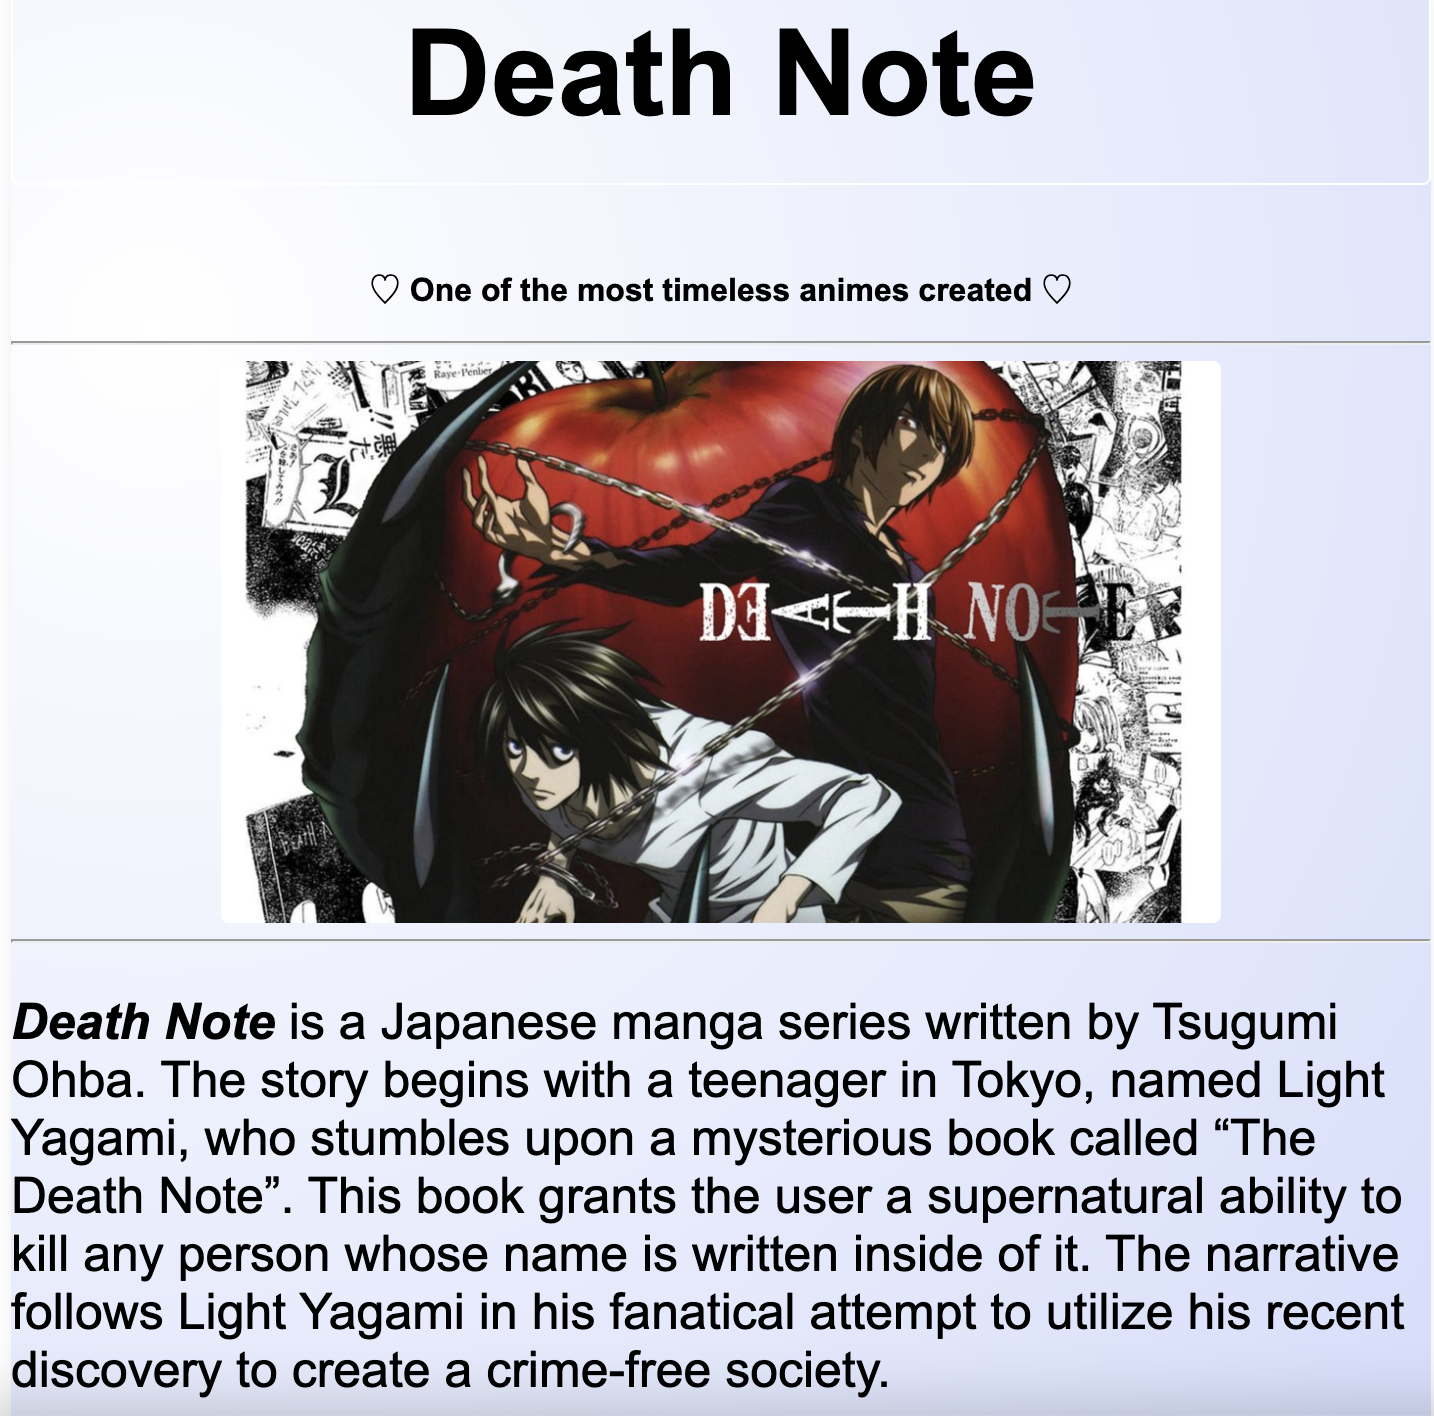 Death Note
♡ One of the most timeless animes created ♡
Raye-Penber
悪
だ
L
DEATH NOTE
Death Note is a Japanese manga series written by Tsugumi
Ohba. The story begins with a teenager in Tokyo, named Light
Yagami, who stumbles upon a mysterious book called “The
Death Note”. This book grants the user a supernatural ability to
kill any person whose name is written inside of it. The narrative
follows Light Yagami in his fanatical attempt to utilize his recent
discovery to create a crime-free society.